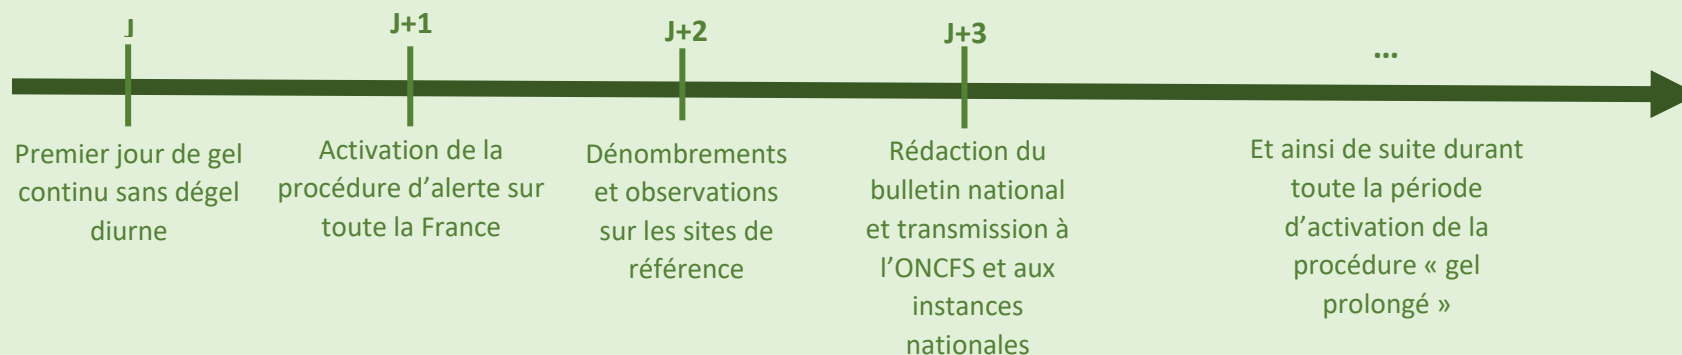 J
J+1
J+2
J+3
...
Premier jour de gel
continu sans dégel
diurne
Activation de la
procédure d’alerte sur
toute la France
Dénombrements
et observations
sur les sites de
référence
Rédaction du
bulletin national
et transmission à
l’ONCFS et aux
instances
nationales
Et ainsi de suite durant
toute la période
d’activation de la
procédure « gel
prolongé »